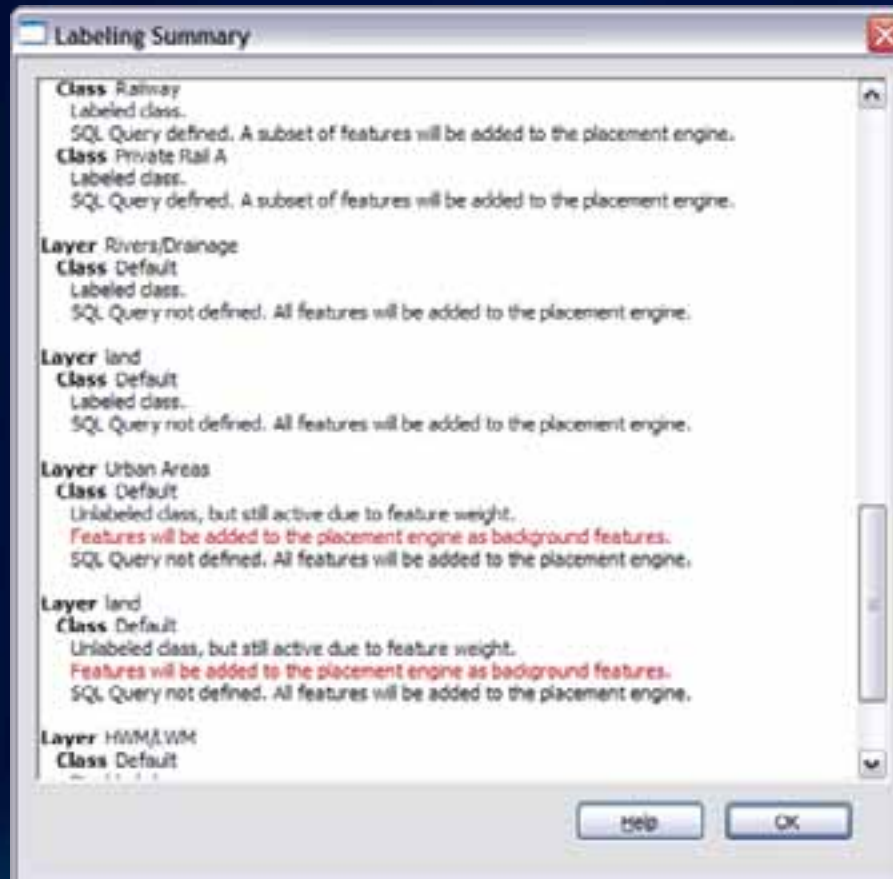 Labeling Summary
Class Railway
Labeled class.
SQL Query defined. A subset of features will be added to the placement engine.
Class Private Rail A
Labeled class.
SQL Query defined. A subset of features will be added to the placement engine.
Layer Rivers/Drainage
Class Default
Labeled class.
SQL Query not defined. All features will be added to the placement engine.
Layer land
Class Default
Labeled class.
SQL Query not defined. All features will be added to the placement engine.
Layer Urban Areas
Class Default
Unlabeled class, but still active due to feature weight.
Features will be added to the placement engine as background features.
SQL Query not defined. All features will be added to the placement engine.
Layer land
Class Default
Unlabeled class, but still active due to feature weight.
Features will be added to the placement engine as background features.
SQL Query not defined. All features will be added to the placement engine.
Layer HWM/LWM
Class Default
Help
OK